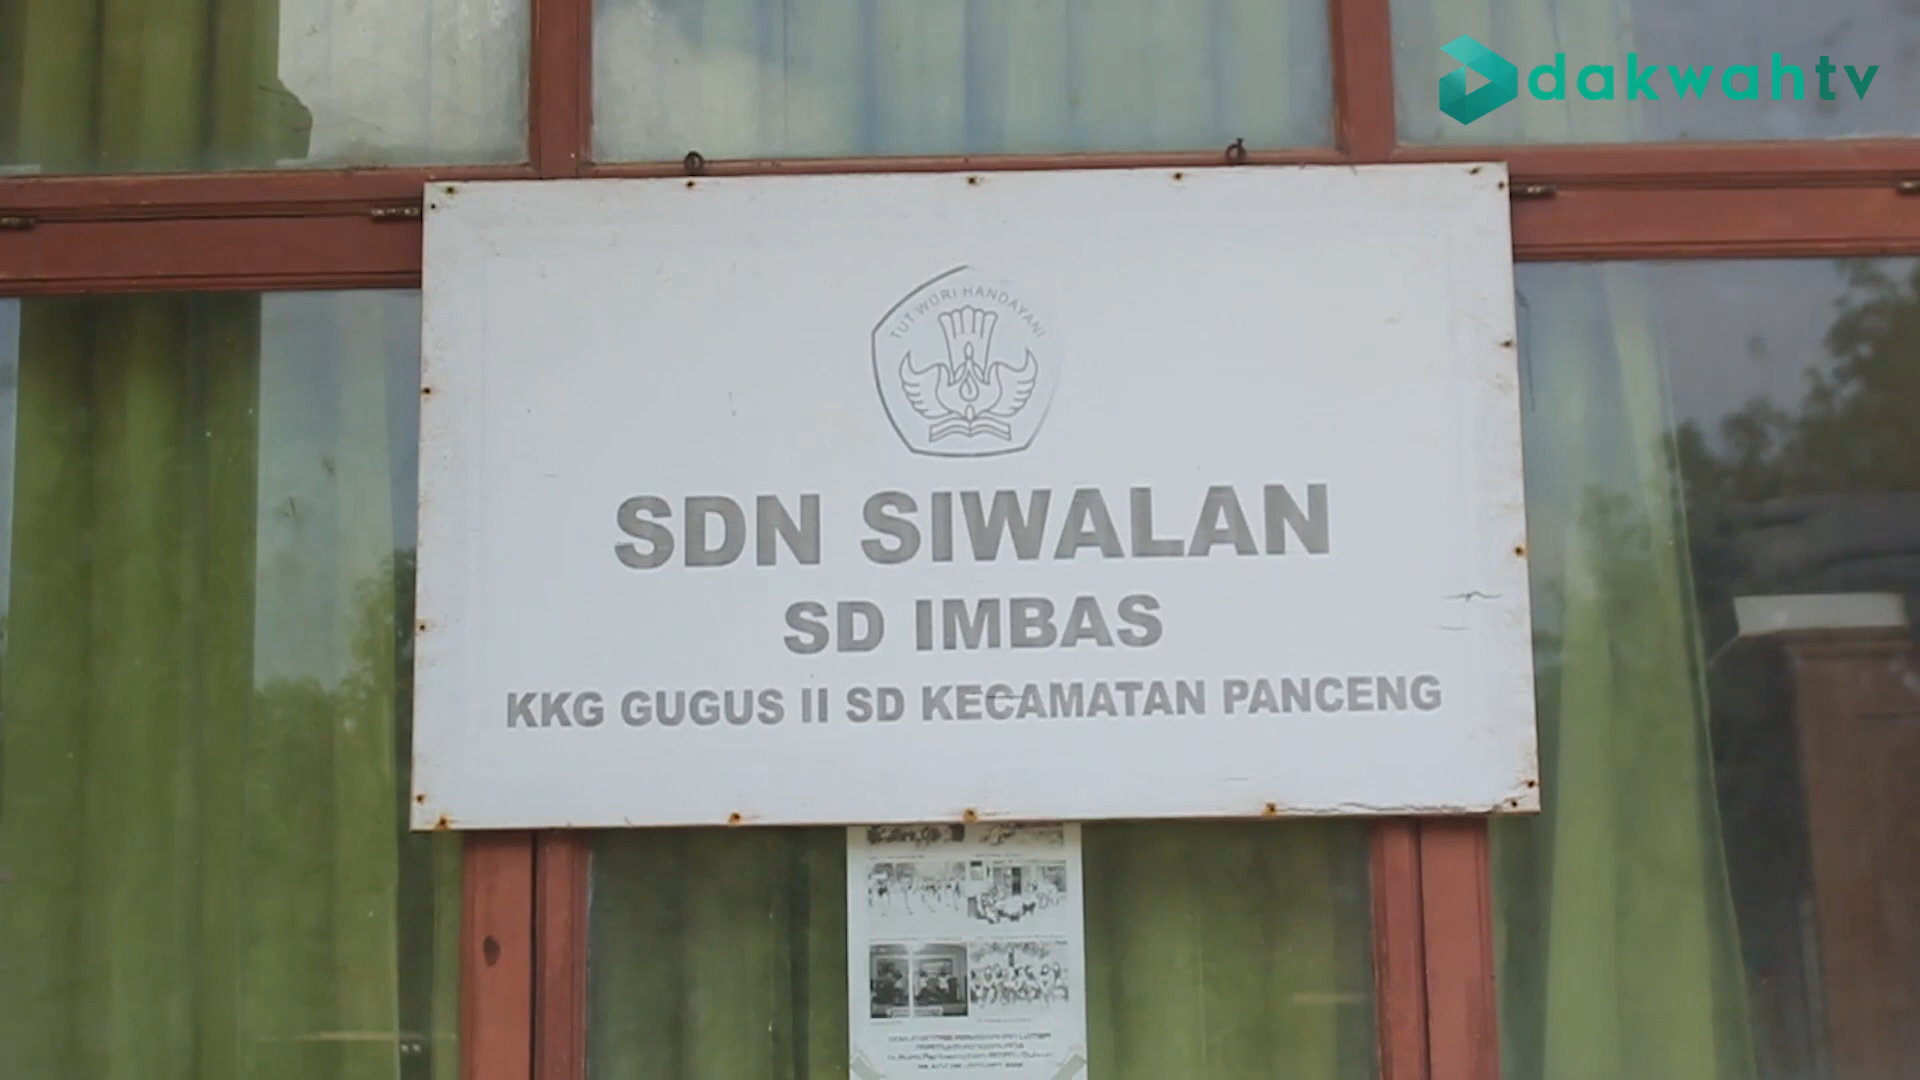 dakwahtv
TUT WURI HANDAYANI
SDN SIWALAN
SD IMBAS
KKG GUGUS II SD KECAMATAN PANCENG